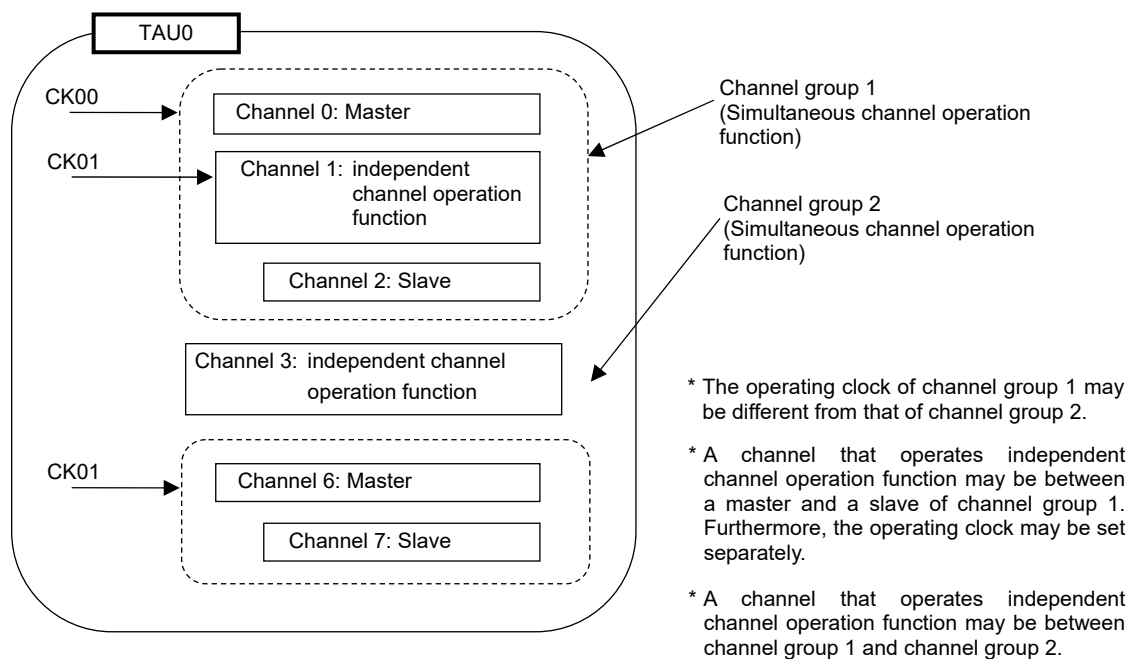 TAU0
CK00
Channel 0: Master
CK01
Channel 1: independent
channel operation
function
Channel 2: Slave
Channel 3: independent channel
operation function
CK01
Channel 6: Master
Channel 7: Slave
Channel group 1
(Simultaneous channel operation
function)
Channel group 2
(Simultaneous channel operation
function)
* The operating clock of channel group 1 may
be different from that of channel group 2.
* A channel that operates independent
channel operation function may be between
a master and a slave of channel group 1.
Furthermore, the operating clock may be set
separately.
* A channel that operates independent
channel operation function may be between
channel group 1 and channel group 2.